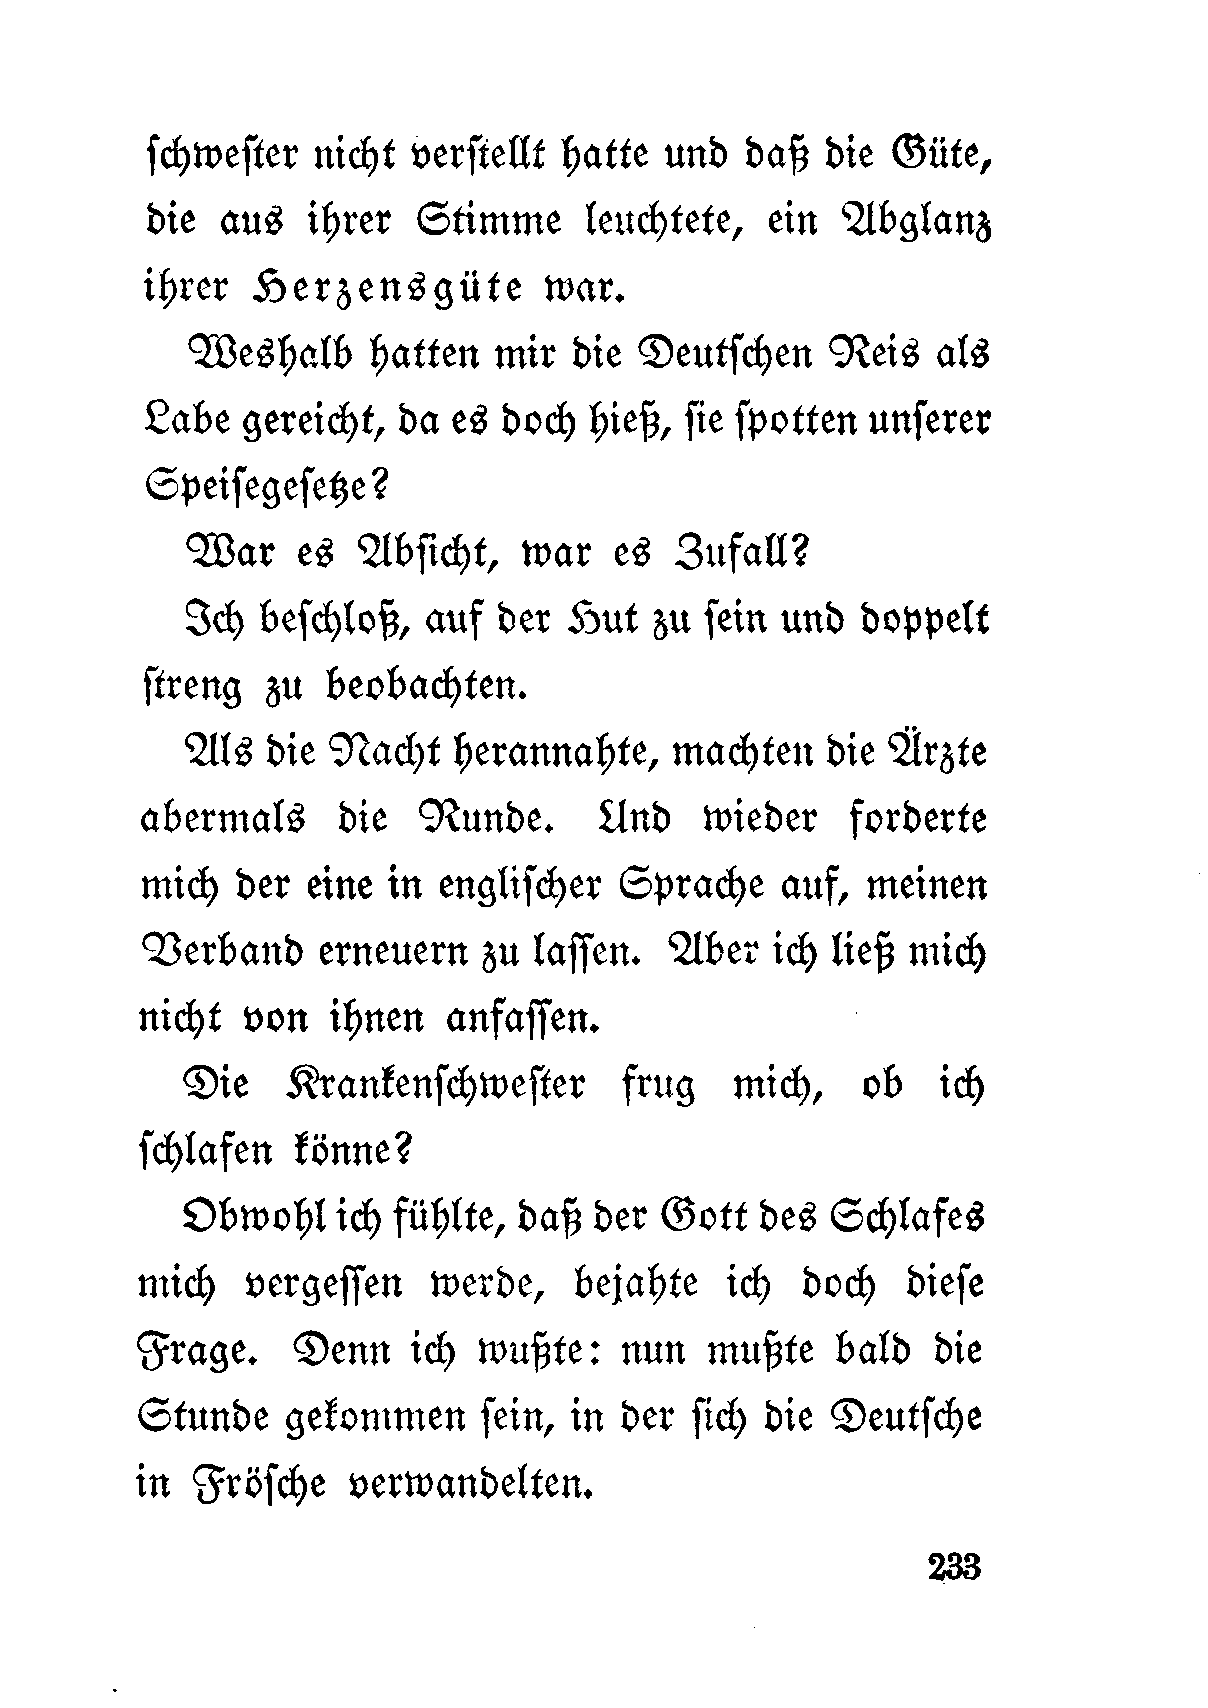 schwester nicht verstellt hatte und daß die Güte,
die aus ihrer Stimme leuchtete, ein Abglanz
ihrer Herzensgüte war.
Weshalb hatten mir die Deutschen Reis als
Labe gereicht, da es doch hieß, sie spotten unserer
Speisegesetze?
War es Absicht, war es Zufall?
Ich beschloß, auf der Hut zu sein und doppelt
streng zu beobachten.
Als die Nacht herannahte, machten die Ärzte
abermals die Runde. Und wieder forderte
mich der eine in englischer Sprache auf, meinen
Verband erneuern zu lassen. Aber ich ließ mich
nicht von ihnen anfassen.
Die Krankenschwester frug mich, ob ich
schlafen könne?
Obwohl ich fühlte, daß der Gott des Schlafes
mich vergessen werde, bejahte ich doch diese
Frage. Denn ich wußte: nun mußte bald die
Stunde gekommen sein, in der sich die Deutsche
in Frösche verwandelten.
233